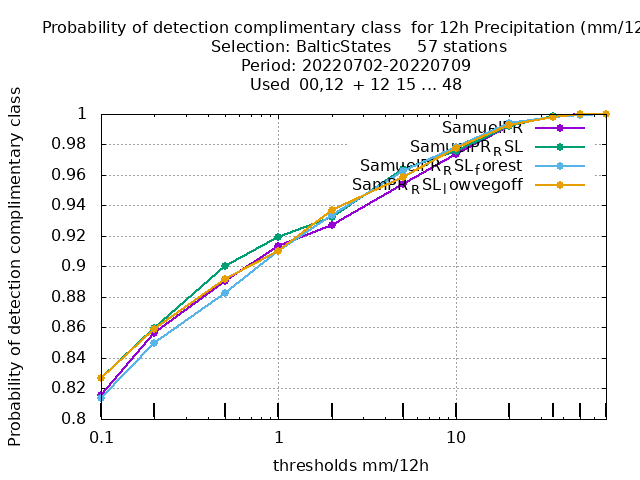 Probability of detection complimentary class for 12h Precipitation (mm/12
Selection: BalticStates 57 stations
Period: 20220702-20220709
Used 00,12 + 12 15 ... 48
Probability of detection complimentary class
1
0.98
0.96
0.94
0.92
0.9
0.88
0.86
0.84
0.82
0.8
SamuelPR
SamuelPR_RSL
SamuelPR_RSL_forest
SamPR_RSL_lowvegoff
0.1 1 10
thresholds mm/12h